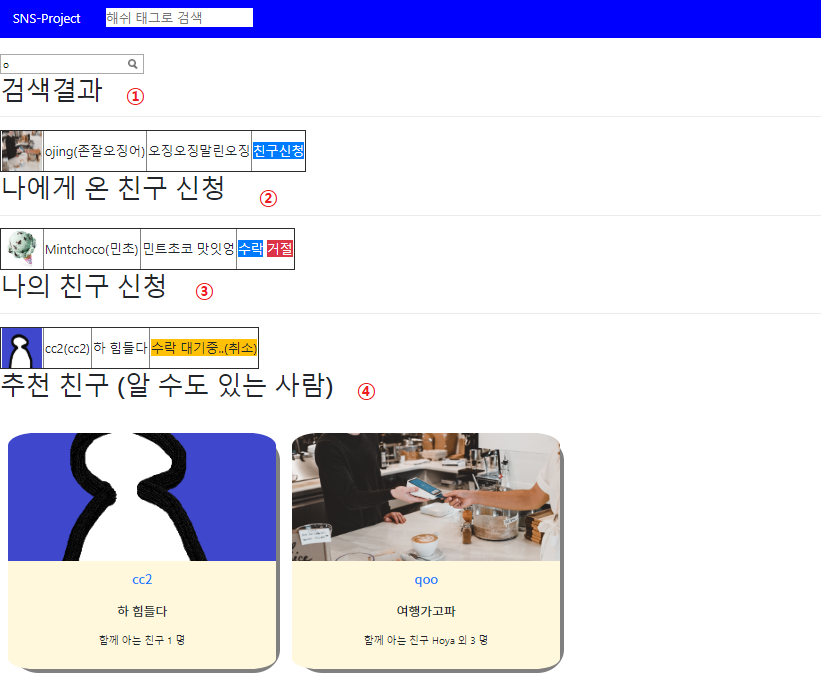 SNS-Project 해쉬 태그로 검색
o
검색결과 ①
ojing(존잘오징어) 오징오징말린오징 친구신청
나에게 온 친구 신청 ②
Mintchoco(민초) 민트초코 맛잇엉 수락 거절
나의 친구 신청 ③
cc2(cc2) 하 힘들다 수락 대기중..(취소)
추천 친구 (알 수도 있는 사람) ④
cc2
하 힘들다
함께 아는 친구 1 명
qoo
여행가고파
함께 아는 친구 Hoya 외 3 명